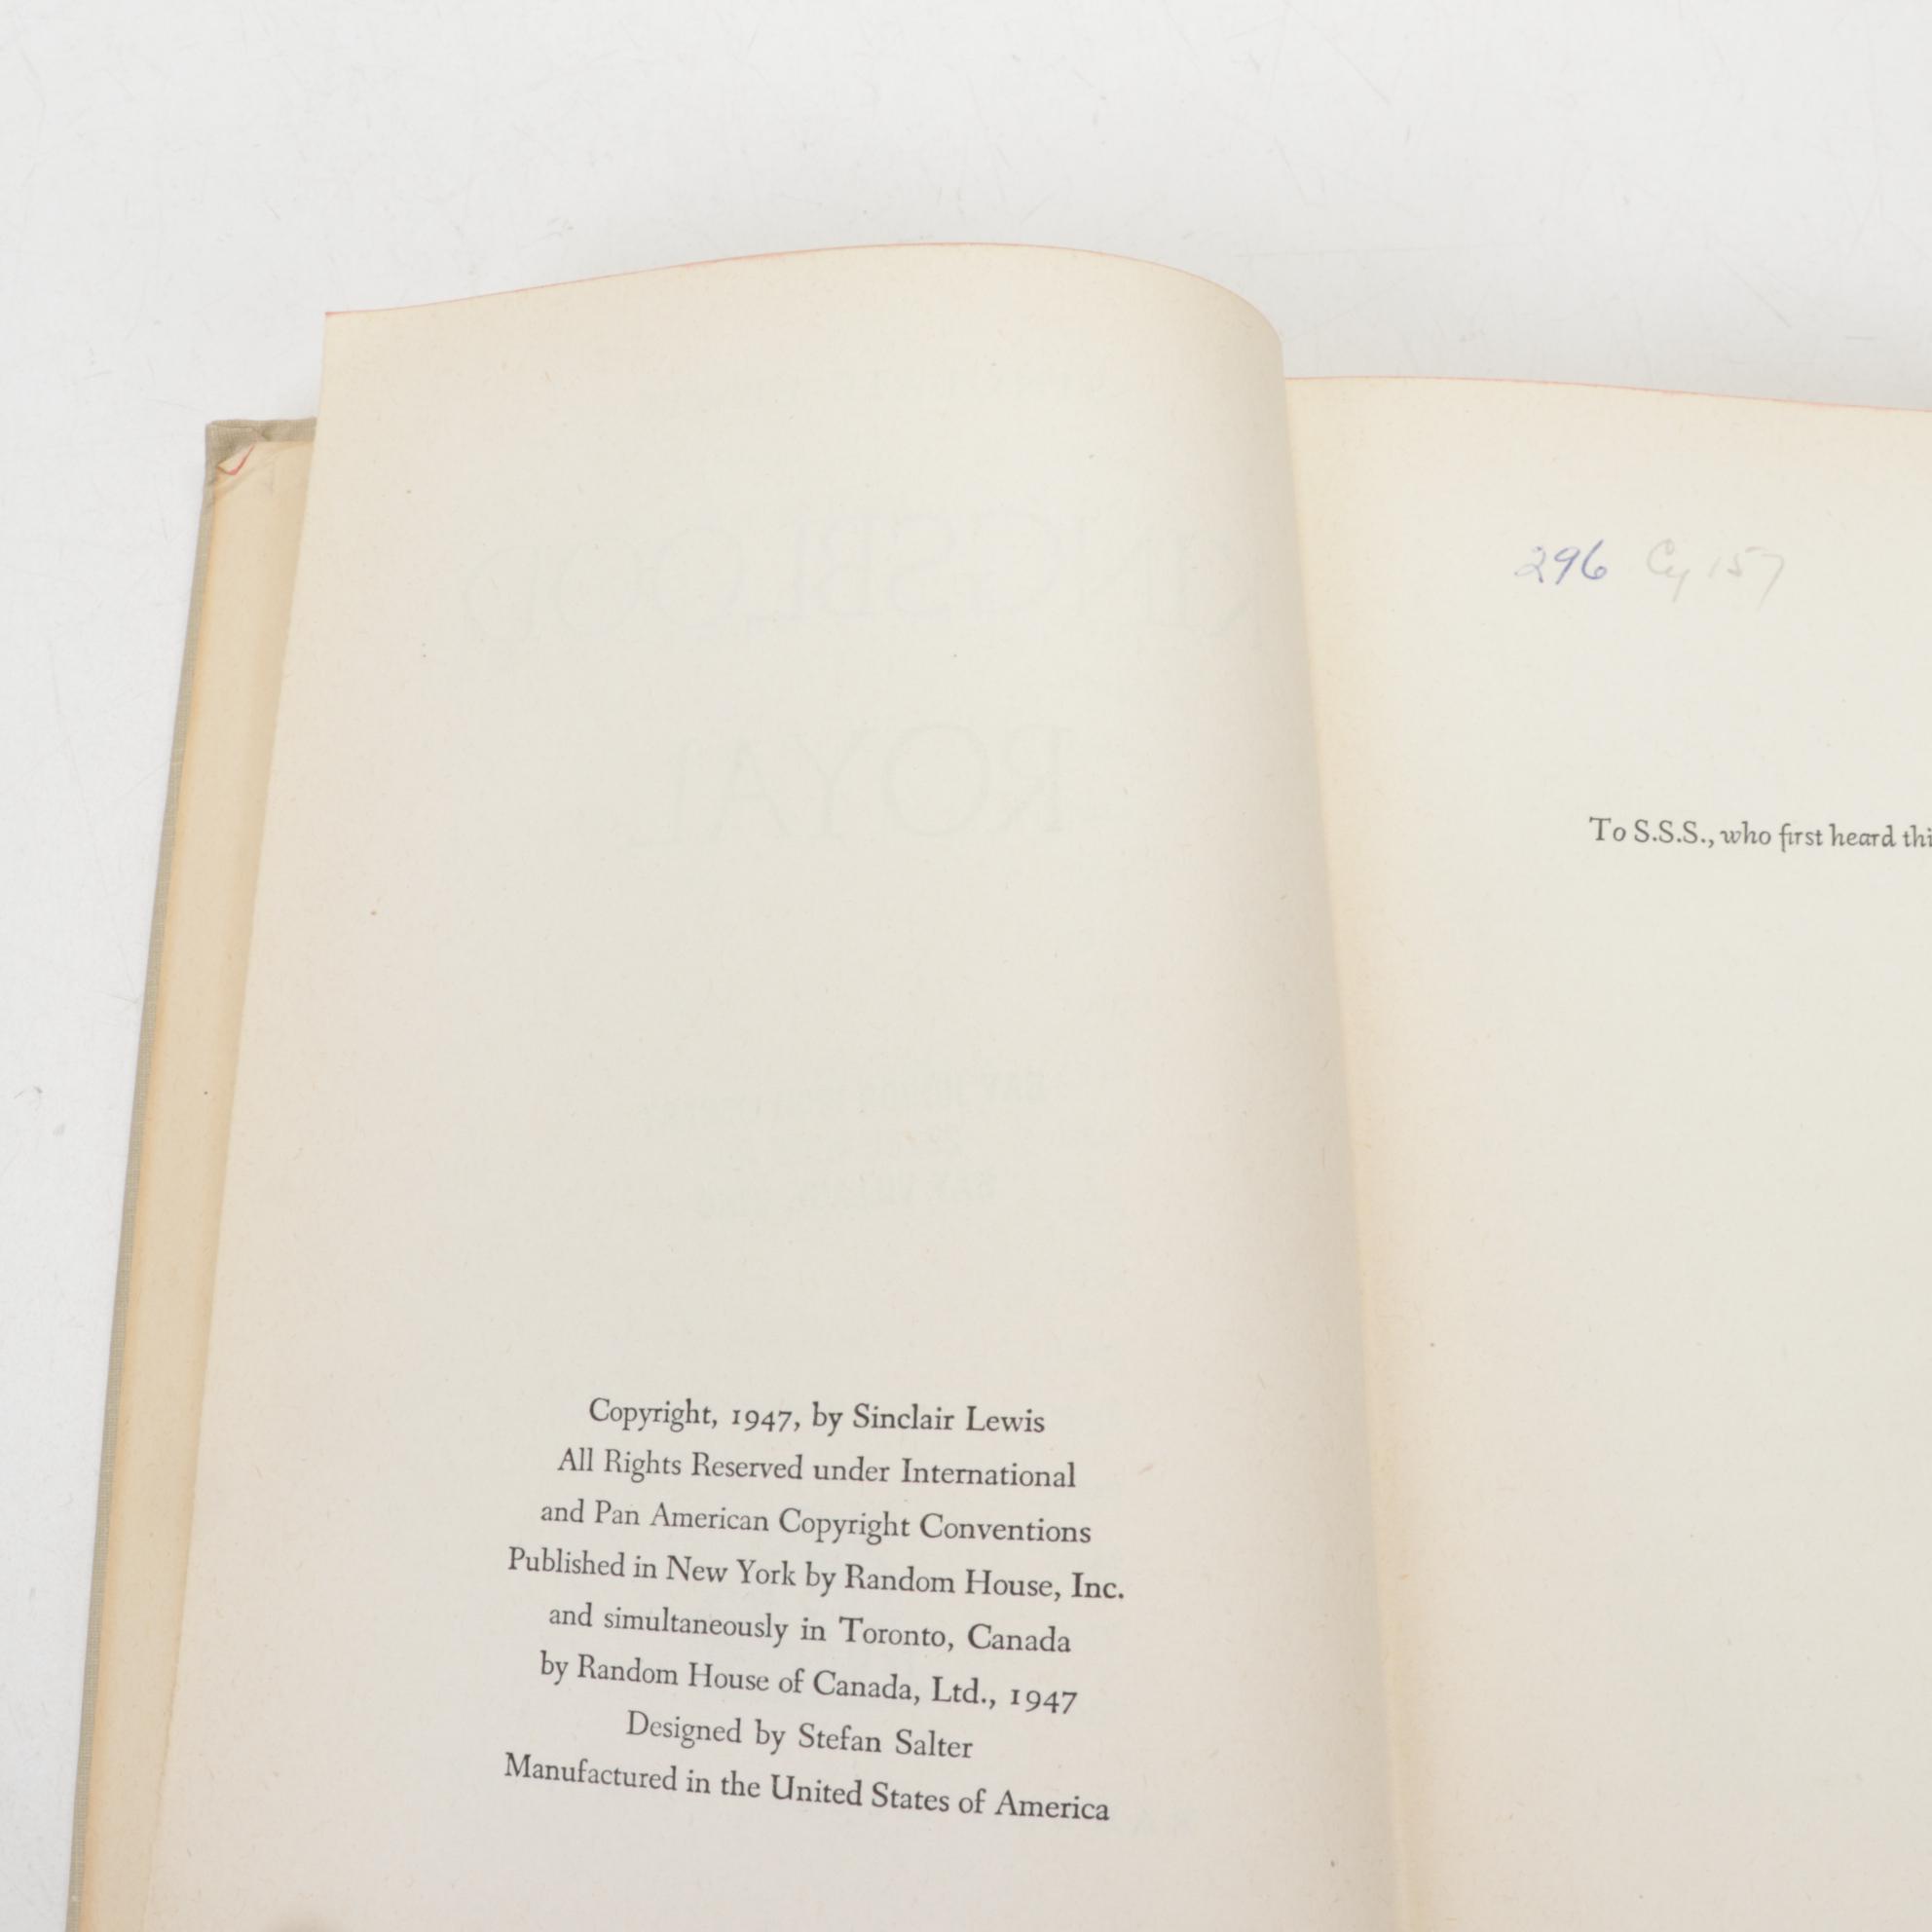 KINGSBLOOD
ROYAL
Copyright, 1947, by Sinclair Lewis
All Rights Reserved under International
and Pan American Copyright Conventions
Published in New York by Random House, Inc.
and simultaneously in Toronto, Canada
by Random House of Canada, Ltd., 1947
Designed by Stefan Salter
Manufactured in the United States of America
296 Cy 157
To S.S.S., who first heard thi